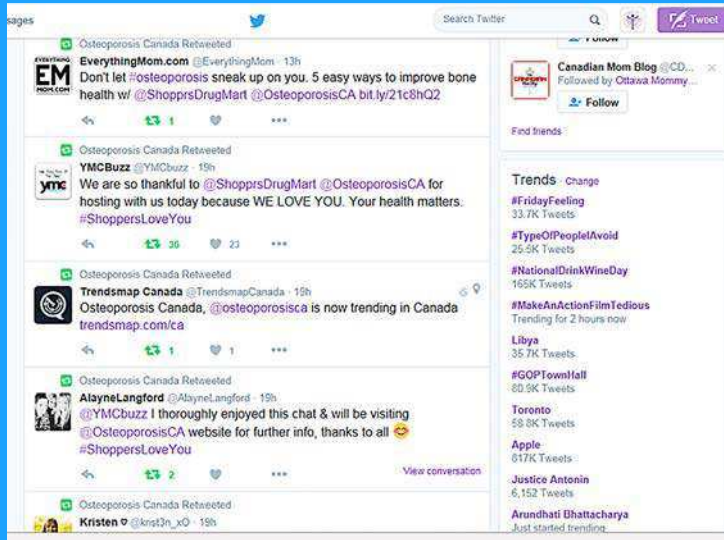 sages
Search Twitter
Tweet
Osteoporosis Canada Retweeted
EVERYTHING
EM
MOM.COM
EverythingMom.com @EverythingMom · 13h
Don't let #osteoporosis sneak up on you. 5 easy ways to improve bone
health w/ @ShopprsDrugMart @OsteoporosisCA bit.ly/21c8hQ2
1
Osteoporosis Canada Retweeted
ymc
YMCBuzz @YMCbuzz · 19h
We are so thankful to @ShopprsDrugMart @OsteoporosisCA for
hosting with us today because WE LOVE YOU. Your health matters.
#ShoppersLoveYou
36 23
Osteoporosis Canada Retweeted
Trendsmap Canada @TrendsmapCanada · 19h
Osteoporosis Canada, @osteoporosisca is now trending in Canada
trendsmap.com/ca
1 1
Osteoporosis Canada Retweeted
AlayneLangford @AlayneLangford · 19h
@YMCbuzz I thoroughly enjoyed this chat & will be visiting
@OsteoporosisCA website for further info, thanks to all 😊
#ShoppersLoveYou
2 View conversation
Osteoporosis Canada Retweeted
Kristen @krist3n_xO · 19h
Follow
Canadian Mom Blog @CD...
Followed by Ottawa Mommy...
Follow
Find friends
Trends · Change
#FridayFeeling
33.7K Tweets
#TypeOfPeopleIAvoid
25.5K Tweets
#NationalDrinkWineDay
165K Tweets
#MakeAnActionFilmTedious
Trending for 2 hours now
Libya
35.7K Tweets
#GOPTownHall
80.9K Tweets
Toronto
58.8K Tweets
Apple
617K Tweets
Justice Antonin
6,152 Tweets
Arundhati Bhattacharya
Just started trending